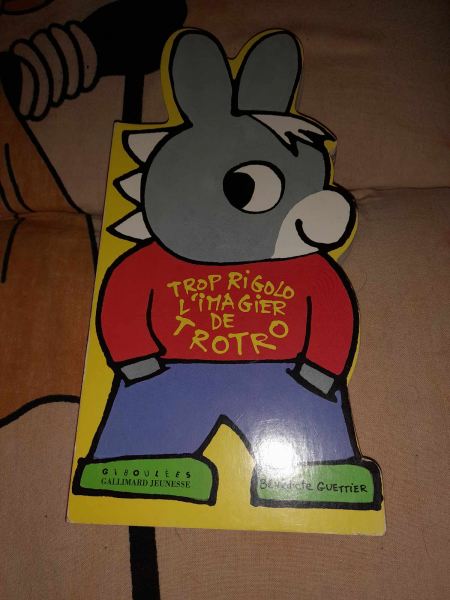 TROP RIGOLO
L'IMAGIER
DE
TROTRO
GIBOULÉES
GALLIMARD JEUNESSE
Bénédicte GUETTIER